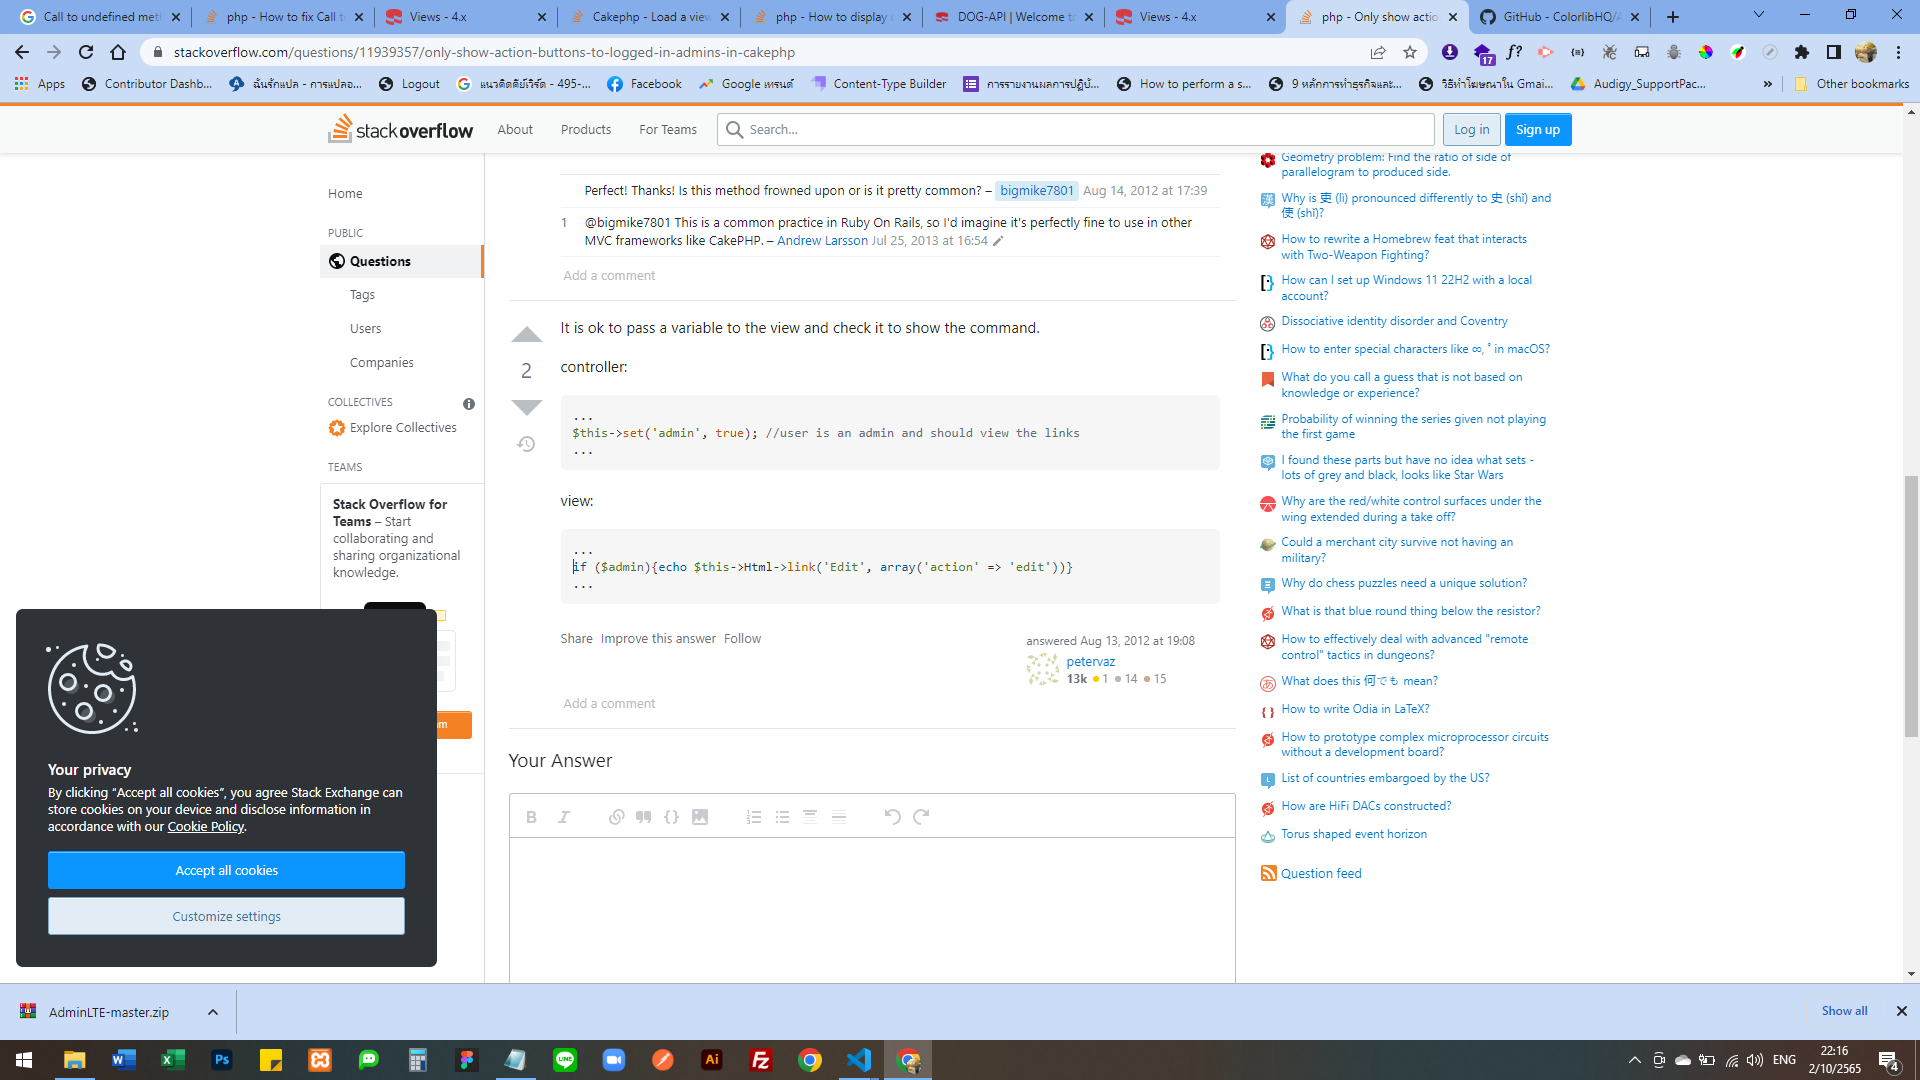 Call to undefined met
php - How to fix Call t
Views - 4.x
Cakephp - Load a view
php - How to display
DOG-API | Welcome to
Views - 4.x
php - Only show actio
GitHub - ColorlibHQ/A
stackoverflow.com/questions/11939357/only-show-action-buttons-to-logged-in-admins-in-cakephp
17
Apps
Contributor Dashb...
ฉันรักแปล - การแปลอ...
Logout
แนวคิดคีย์เวิร์ด - 495-...
Facebook
Google เทรนด์
Content-Type Builder
การรายงานผลการปฏิบั...
How to perform a s...
9 หลักการทำธุรกิจและ...
วิธีทำโฆษณาใน Gmai...
Audigy_SupportPac...
»
Other bookmarks
stackoverflow
About
Products
For Teams
Search...
Log in
Sign up
Home
PUBLIC
Questions
Tags
Users
Companies
COLLECTIVES
Explore Collectives
TEAMS
Stack Overflow for
Teams – Start
collaborating and
sharing organizational
knowledge.
Perfect! Thanks! Is this method frowned upon or is it pretty common? – bigmike7801 Aug 14, 2012 at 17:39
1
@bigmike7801 This is a common practice in Ruby On Rails, so I'd imagine it's perfectly fine to use in other
MVC frameworks like CakePHP. – Andrew Larsson Jul 25, 2013 at 16:54
Add a comment
2
It is ok to pass a variable to the view and check it to show the command.
controller:
...
$this->set('admin', true); //user is an admin and should view the links
...
view:
...
if ($admin){echo $this->Html->link('Edit', array('action' => 'edit'))}
...
Share Improve this answer Follow
answered Aug 13, 2012 at 19:08
petervaz
13k 1 14 15
Add a comment
Your Answer
B I
Geometry problem: Find the ratio of side of
parallelogram to produced side.
Why is 吏 (lì) pronounced differently to 史 (shǐ) and
使 (shǐ)?
How to rewrite a Homebrew feat that interacts
with Two-Weapon Fighting?
How can I set up Windows 11 22H2 with a local
account?
Dissociative identity disorder and Coventry
How to enter special characters like ∞, ° in macOS?
What do you call a guess that is not based on
knowledge or experience?
Probability of winning the series given not playing
the first game
I found these parts but have no idea what sets -
lots of grey and black, looks like Star Wars
Why are the red/white control surfaces under the
wing extended during a take off?
Could a merchant city survive not having an
military?
Why do chess puzzles need a unique solution?
What is that blue round thing below the resistor?
How to effectively deal with advanced "remote
control" tactics in dungeons?
What does this 何でも mean?
How to write Odia in LaTeX?
How to prototype complex microprocessor circuits
without a development board?
List of countries embargoed by the US?
How are HiFi DACs constructed?
Torus shaped event horizon
Question feed
Your privacy
By clicking “Accept all cookies”, you agree Stack Exchange can
store cookies on your device and disclose information in
accordance with our Cookie Policy.
Accept all cookies
Customize settings
AdminLTE-master.zip
Show all
ENG
22:16
2/10/2565
4